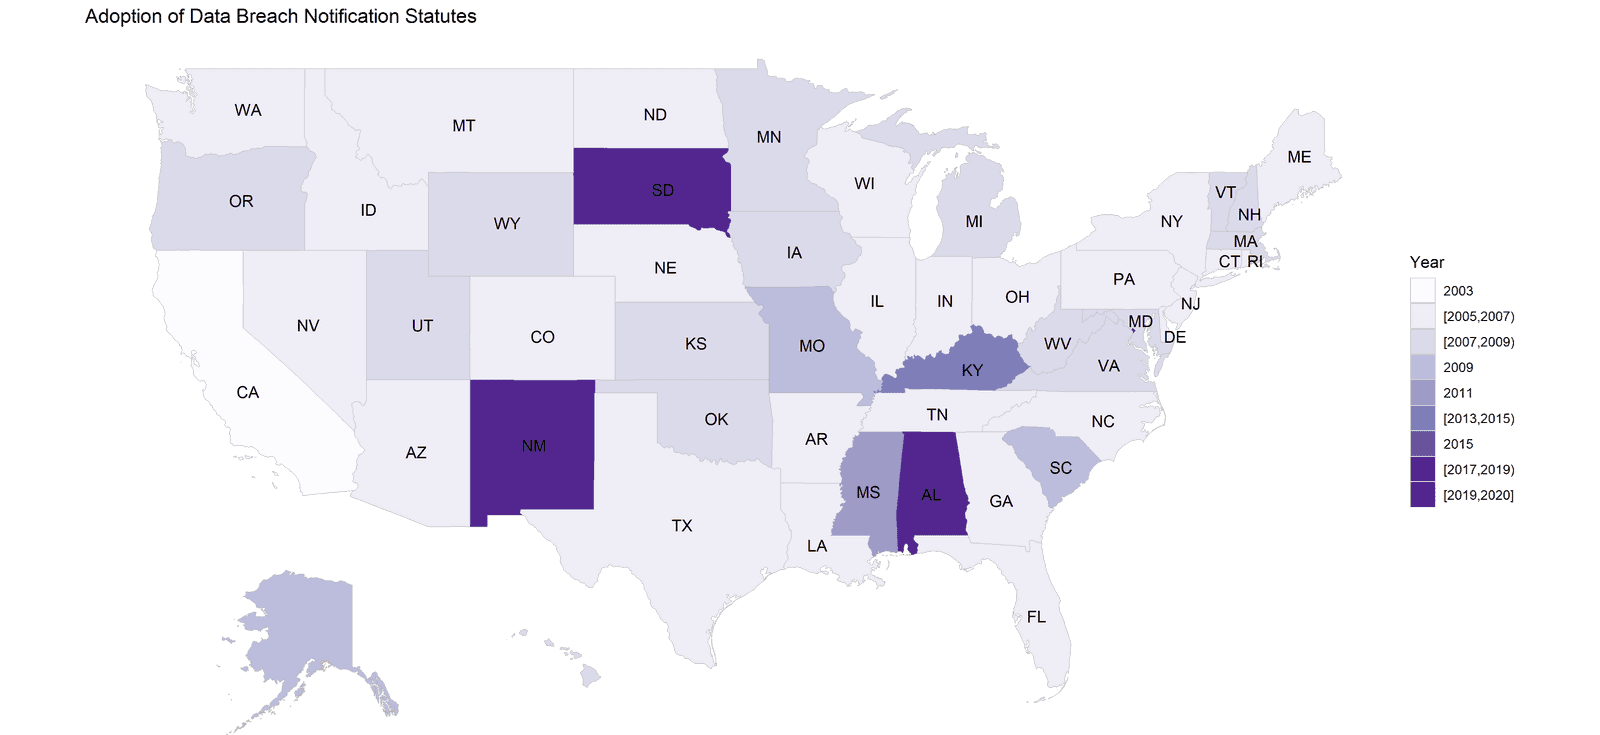 Adoption of Data Breach Notification Statutes
WA
MT
ND
MN
ME
OR
ID
WY
SD
WI
MI
NY
VT
NH
MA
CT RI
NE
IA
PA
NV
UT
CO
IL
IN
OH
NJ
MD
DE
KS
MO
WV
VA
KY
CA
AZ
NM
OK
AR
TN
NC
SC
MS
AL
GA
TX
LA
FL
Year
2003
[2005,2007)
[2007,2009)
2009
2011
[2013,2015)
2015
[2017,2019)
[2019,2020]